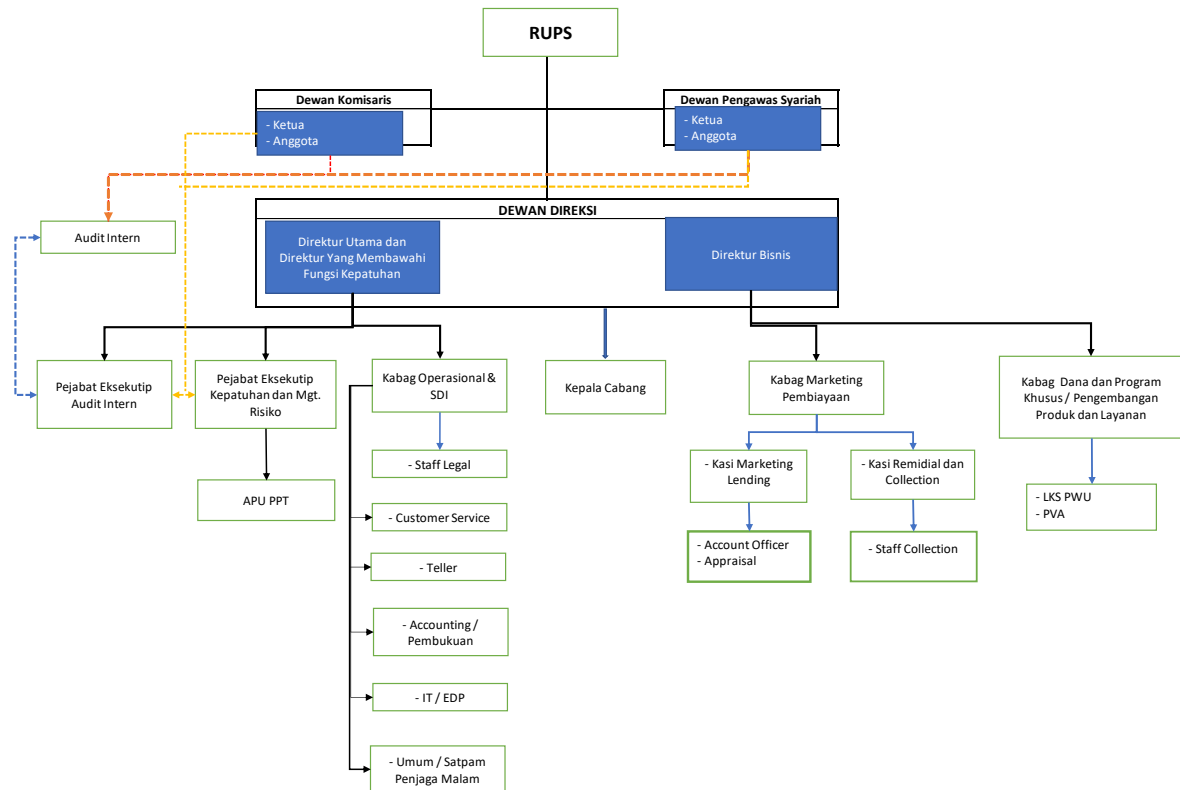 RUPS
Dewan Komisaris
- Ketua
- Anggota
Dewan Pengawas Syariah
- Ketua
- Anggota
DEWAN DIREKSI
Direktur Utama dan
Direktur Yang Membawahi
Fungsi Kepatuhan
Direktur Bisnis
Audit Intern
Pejabat Eksekutip
Audit Intern
Pejabat Eksekutip
Kepatuhan dan Mgt.
Risiko
Kabag Operasional &
SDI
Kepala Cabang
Kabag Marketing
Pembiayaan
Kabag Dana dan Program
Khusus / Pengembangan
Produk dan Layanan
APU PPT
- Staff Legal
- Customer Service
- Teller
- Accounting /
Pembukuan
- IT / EDP
- Umum / Satpam
Penjaga Malam
- Kasi Marketing
Lending
- Kasi Remidial dan
Collection
- LKS PWU
- PVA
- Account Officer
- Appraisal
- Staff Collection